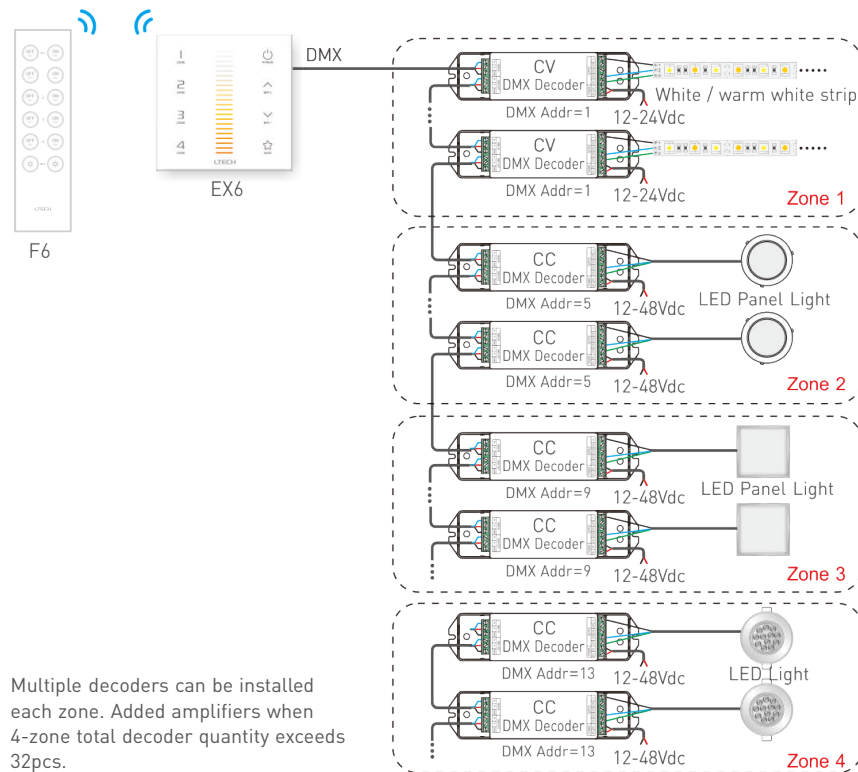 DMX
1
2
3
4
LTECH
EX6
LTECH
F6
CV
DMX Decoder
DMX Addr=1
12-24Vdc
White / warm white strip
CV
DMX Decoder
DMX Addr=1
12-24Vdc
Zone 1
CC
DMX Decoder
DMX Addr=5
12-48Vdc
LED Panel Light
CC
DMX Decoder
DMX Addr=5
12-48Vdc
Zone 2
CC
DMX Decoder
DMX Addr=9
12-48Vdc
LED Panel Light
CC
DMX Decoder
DMX Addr=9
12-48Vdc
Zone 3
CC
DMX Decoder
DMX Addr=13
12-48Vdc
LED Light
CC
DMX Decoder
DMX Addr=13
12-48Vdc
Zone 4
Multiple decoders can be installed
each zone. Added amplifiers when
4-zone total decoder quantity exceeds
32pcs.